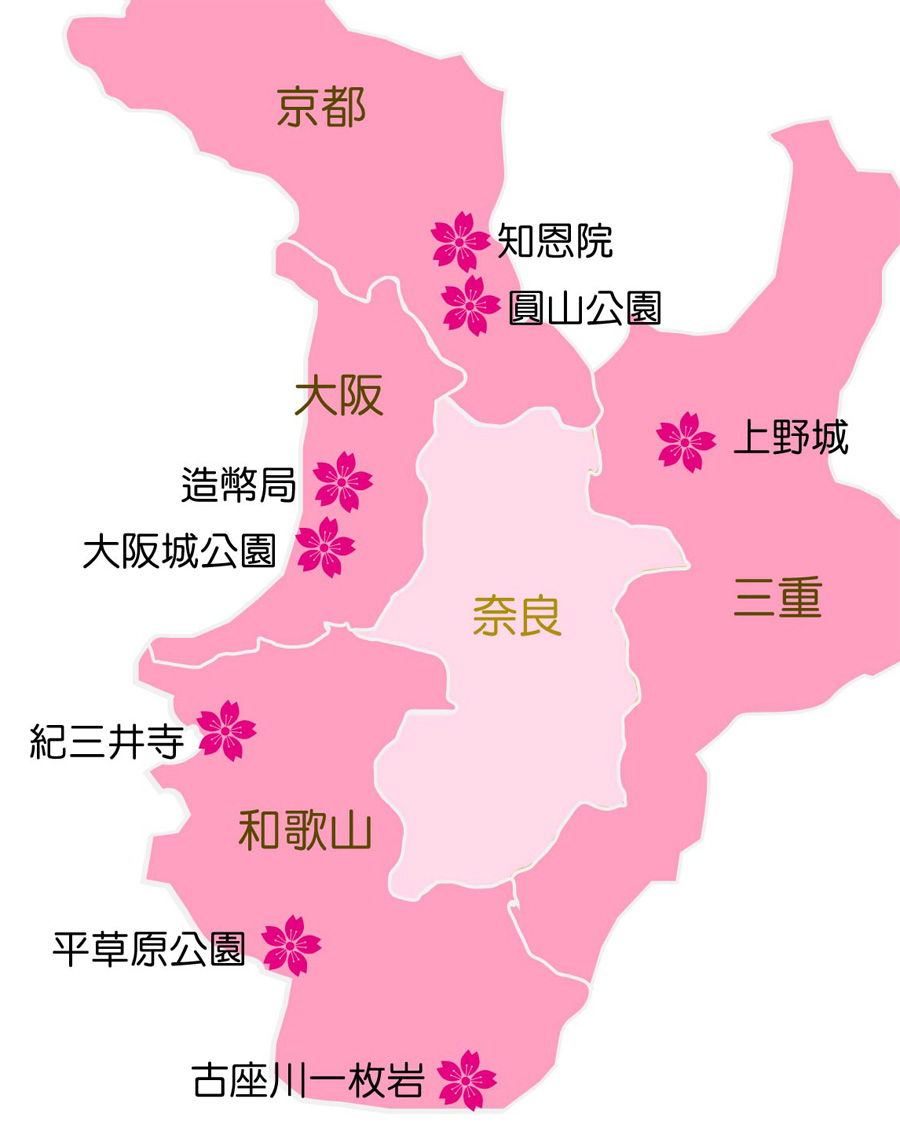 京都
知恩院
圓山公園
大阪
上野城
造幣局
大阪城公園
三重
奈良
紀三井寺
和歌山
平草原公園
古座川一枚岩